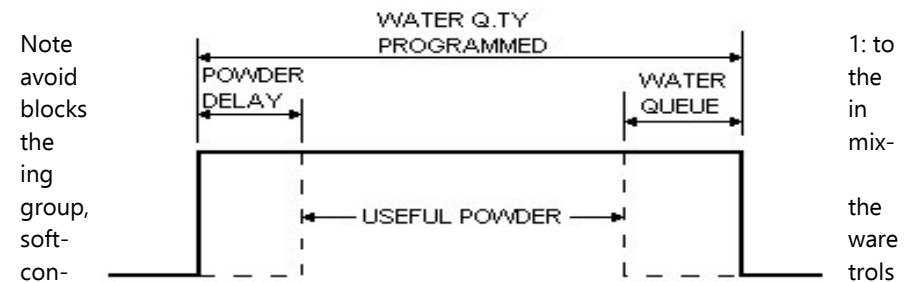 WATER Q.TY
Note PROGRAMMED 1: to
avoid POWDER WATER the
blocks DELAY QUEUE in
the mix-
ing
group, USEFUL POWDER the
soft- ware
con- trols